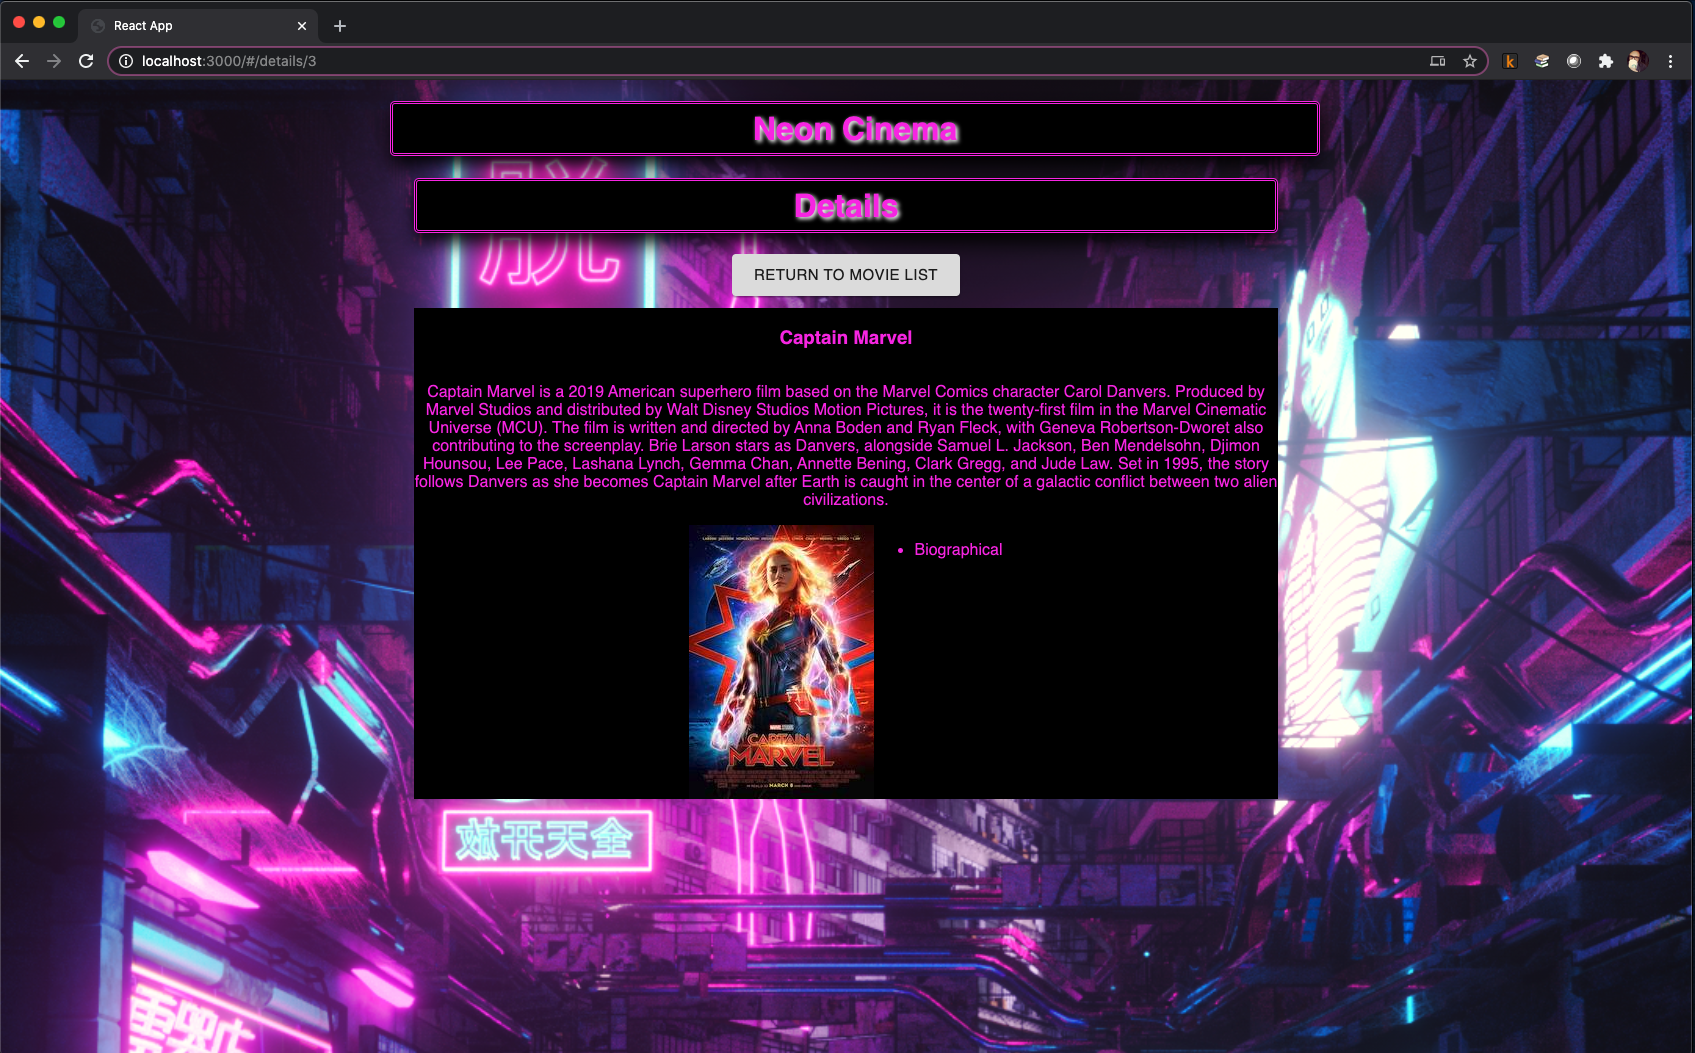 React App
localhost:3000/#/details/3
Neon Cinema
Details
RETURN TO MOVIE LIST
Captain Marvel
Captain Marvel is a 2019 American superhero film based on the Marvel Comics character Carol Danvers. Produced by
Marvel Studios and distributed by Walt Disney Studios Motion Pictures, it is the twenty-first film in the Marvel Cinematic
Universe (MCU). The film is written and directed by Anna Boden and Ryan Fleck, with Geneva Robertson-Dworet also
contributing to the screenplay. Brie Larson stars as Danvers, alongside Samuel L. Jackson, Ben Mendelsohn, Djimon
Hounsou, Lee Pace, Lashana Lynch, Gemma Chan, Annette Bening, Clark Gregg, and Jude Law. Set in 1995, the story
follows Danvers as she becomes Captain Marvel after Earth is caught in the center of a galactic conflict between two alien
civilizations.
• Biographical
CAPTAIN
MARVEL
MARCH 8
全天開